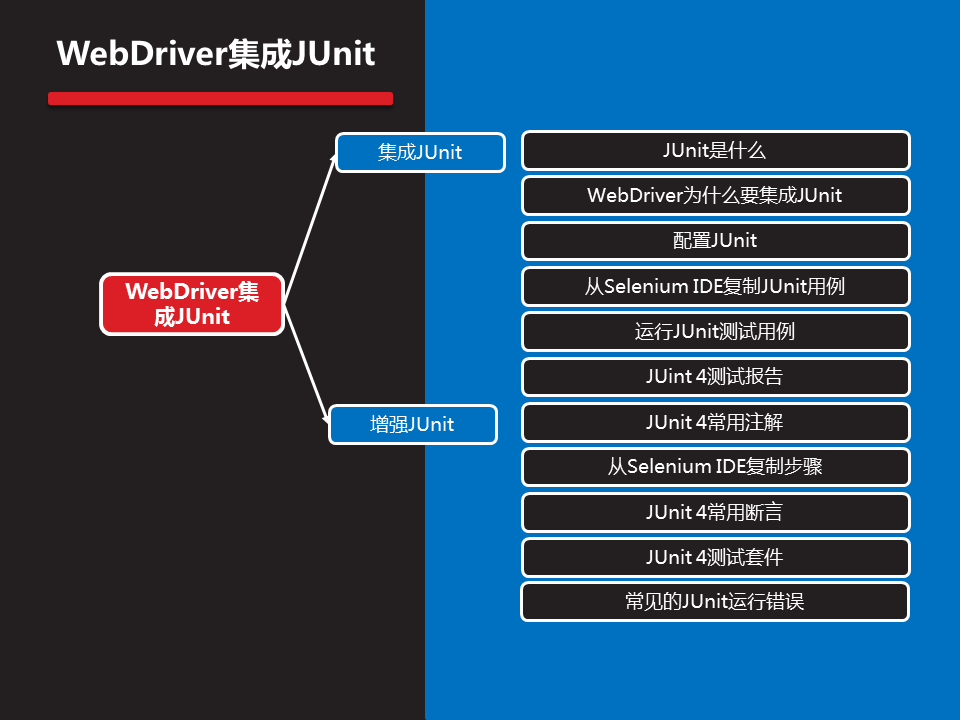 WebDriver集成JUnit
集成JUnit
WebDriver集
成JUnit
增强JUnit
JUnit是什么
WebDriver为什么要集成JUnit
配置JUnit
从Selenium IDE复制JUnit用例
运行JUnit测试用例
JUint 4测试报告
JUnit 4常用注解
从Selenium IDE复制步骤
JUnit 4常用断言
JUnit 4测试套件
常见的JUnit运行错误